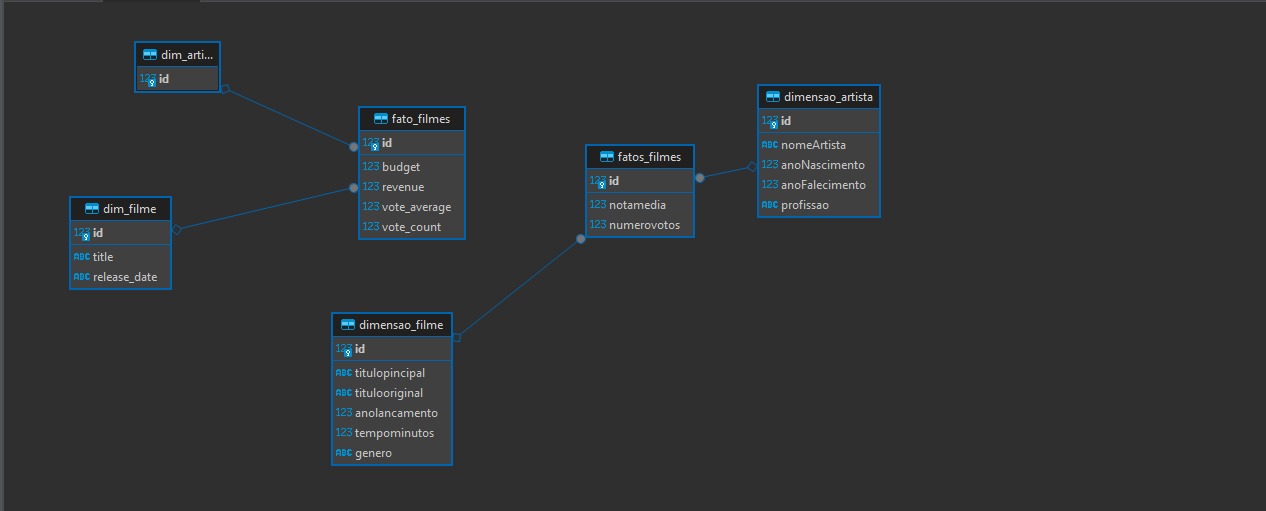 dim_arti...
123 id
fato_filmes
123 id
123 budget
123 revenue
123 vote_average
123 vote_count
dim_filme
123 id
ABC title
ABC release_date
dimensao_artista
123 id
ABC nomeArtista
123 anoNascimento
123 anoFalecimento
ABC profissao
fatos_filmes
123 id
123 notamedia
123 numerovotos
dimensao_filme
123 id
ABC titulopincipal
ABC titulooriginal
123 anolancamento
123 tempominutos
ABC genero